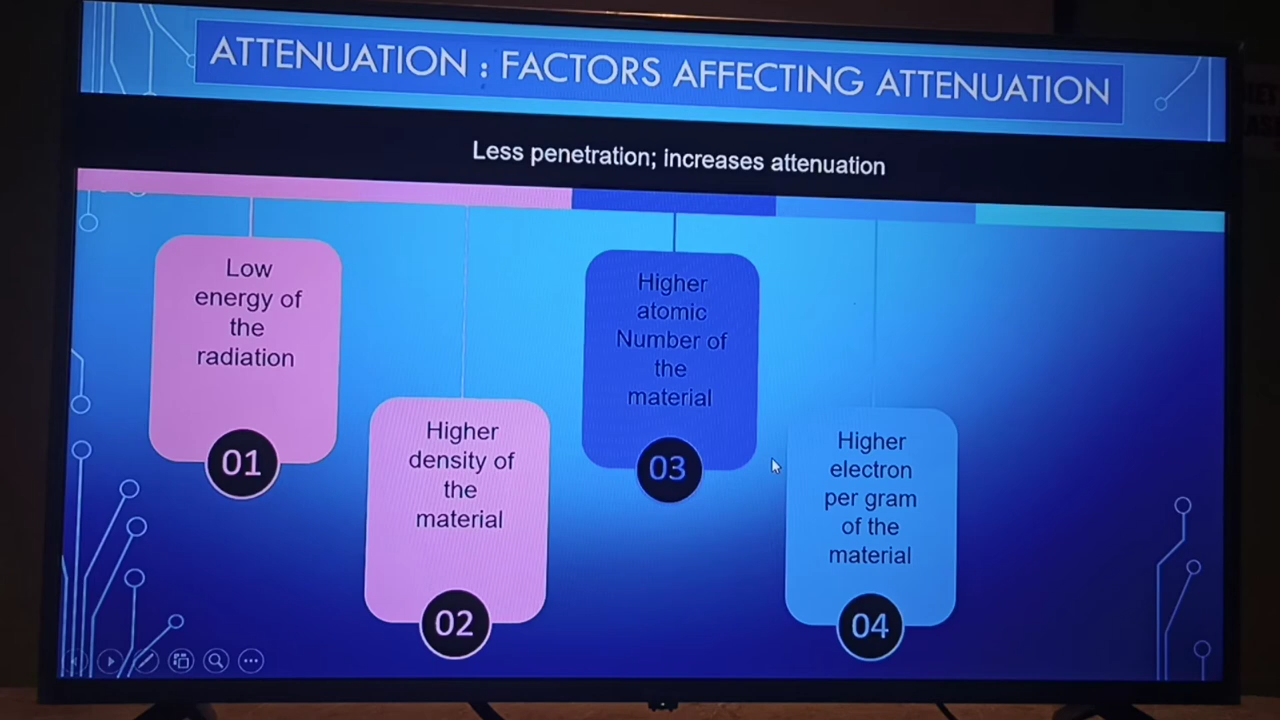 ATTENUATION : FACTORS AFFECTING ATTENUATION
Less penetration; increases attenuation
Low
energy of
the
radiation
01
Higher
density of
the
material
02
Higher
atomic
Number of
the
material
03
Higher
electron
per gram
of the
material
04